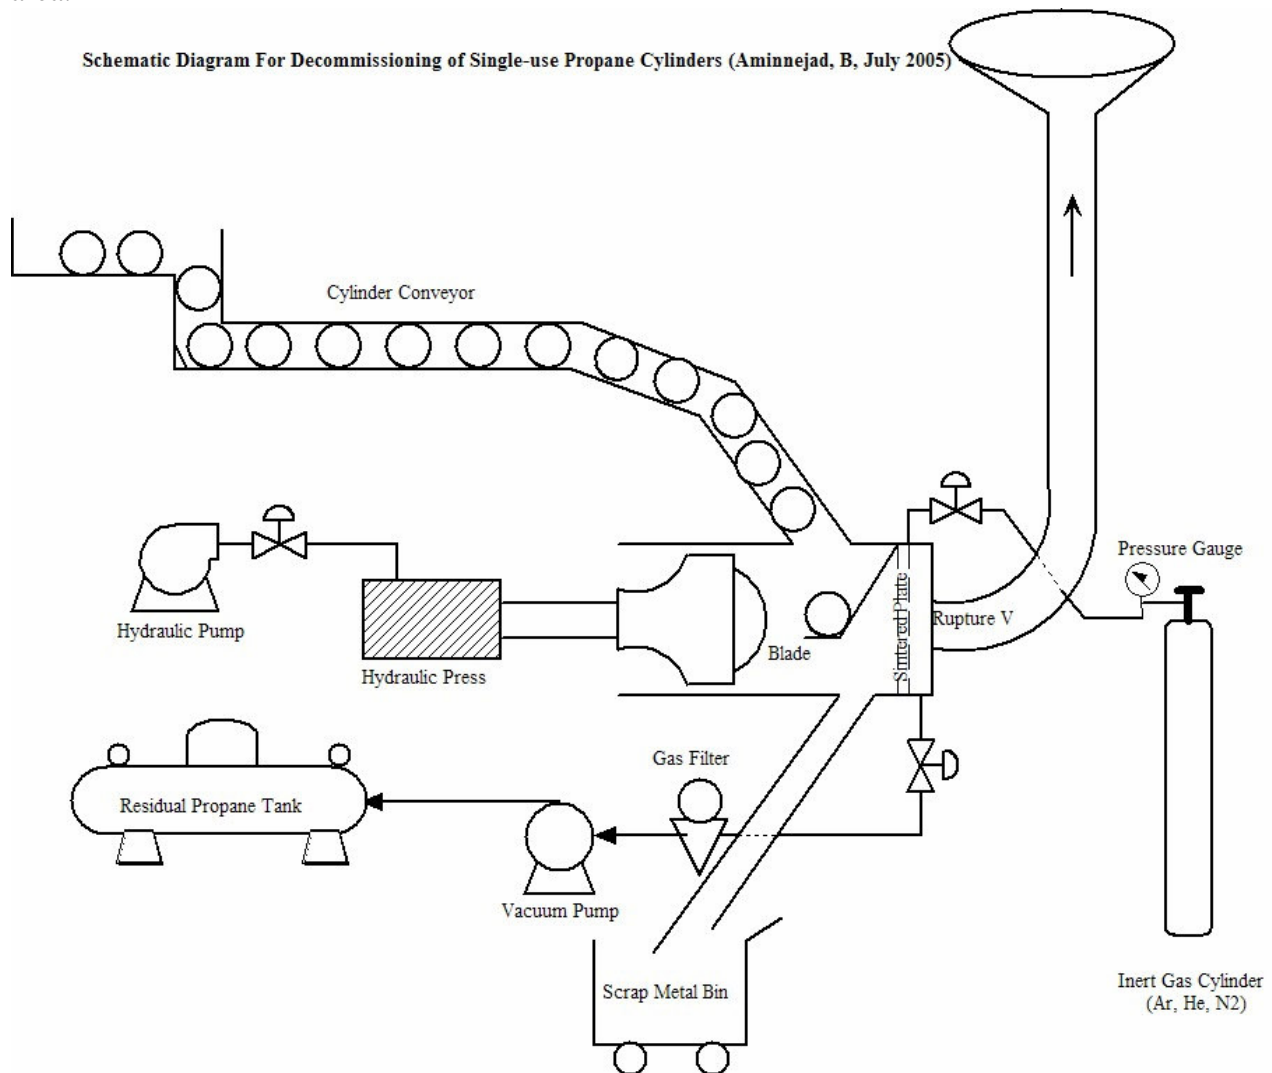 Schematic Diagram For Decommissioning of Single-use Propane Cylinders (Aminnejad, B, July 2005)
Cylinder Conveyor
Pressure Gauge
Hydraulic Pump
Sintered Plate
Rupture V
Blade
Hydraulic Press
Gas Filter
Residual Propane Tank
Vacuum Pump
Scrap Metal Bin
Inert Gas Cylinder
(Ar, He, N2)